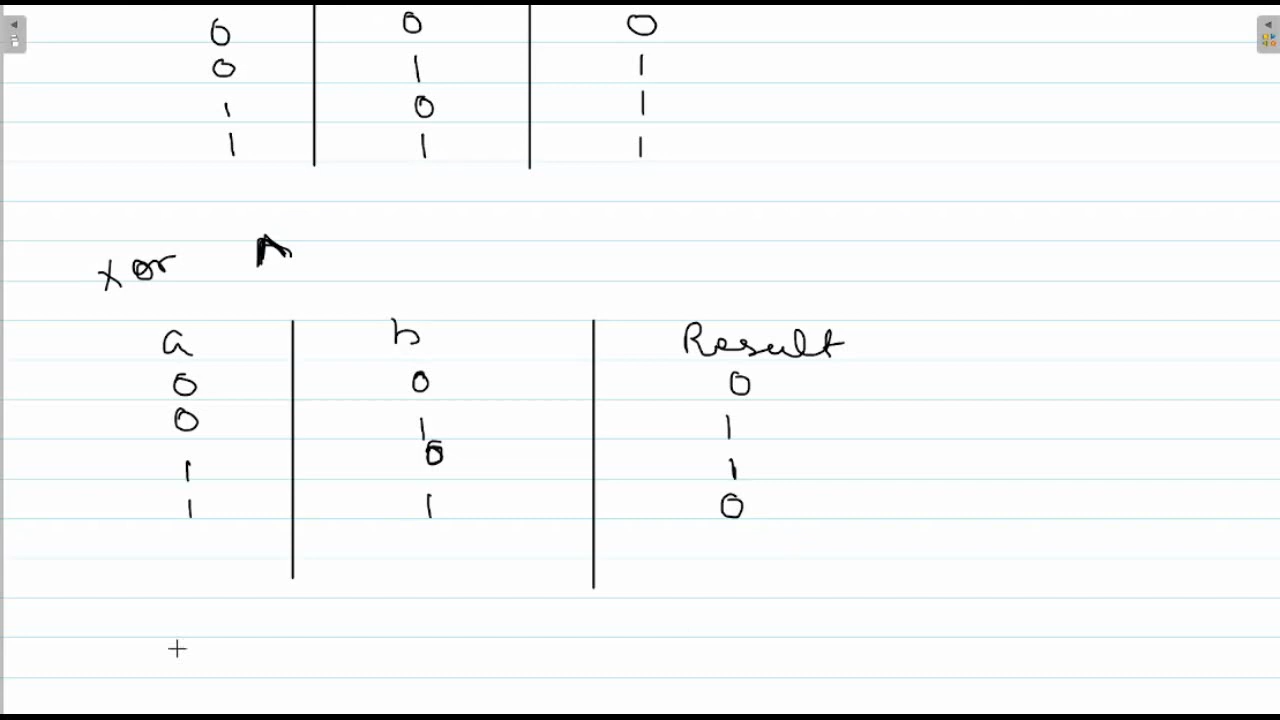 0 0 0
0 1 1
1 0 1
1 1 1
xor ^
a b Result
0 0 0
0 1 1
1 0 1
1 1 0